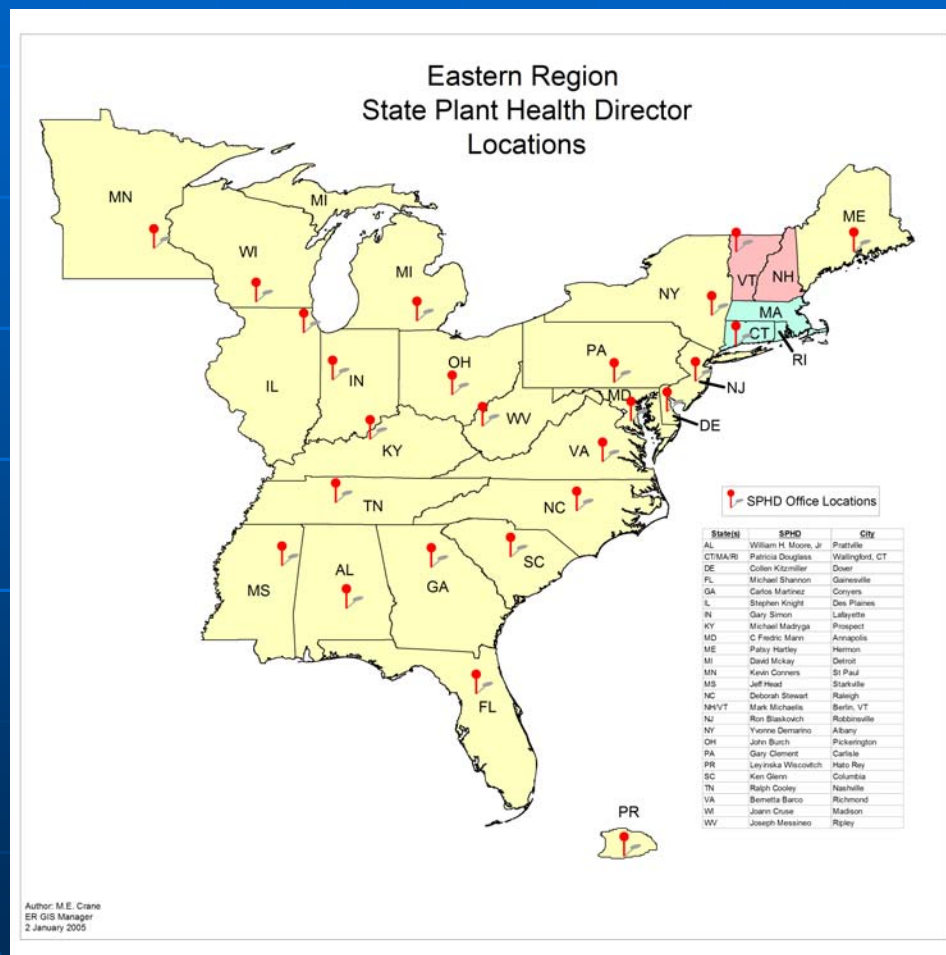 Eastern Region
State Plant Health Director
Locations
MN
MI
ME
WI
MI
VT
NH
NY
MA
CT
RI
PA
OH
IL
IN
NJ
MD
WV
DE
KY
VA
TN
NC
SPHD Office Locations
SC
AL
GA
MS
FL
PR
State(s) SPHD City
AL William H. Moore, Jr Prattville
CT/MA/RI Patricia Douglass Wallingford, CT
DE Collen Kitzmiller Dover
FL Michael Shannon Gainesville
GA Carlos Martinez Conyers
IL Stephen Knight Des Plaines
IN Gary Simon Lafayette
KY Michael Madryga Prospect
MD C Fredric Mann Annapolis
ME Patsy Hartley Hermon
MI David Mckay Detroit
MN Kevin Conners St Paul
MS Jeff Head Starkville
NC Deborah Stewart Raleigh
NH/VT Mark Michaelis Berlin, VT
NJ Ron Blaskovich Robbinsville
NY Yvonne Demarino Albany
OH John Burch Pickerington
PA Gary Clement Carlisle
PR Leyinska Wiscovitch Hato Rey
SC Ken Glenn Columbia
TN Ralph Cooley Nashville
VA Bernetta Barco Richmond
WI Joann Cruse Madison
WV Joseph Messineo Ripley
Author: M.E. Crane
ER GIS Manager
2 January 2005